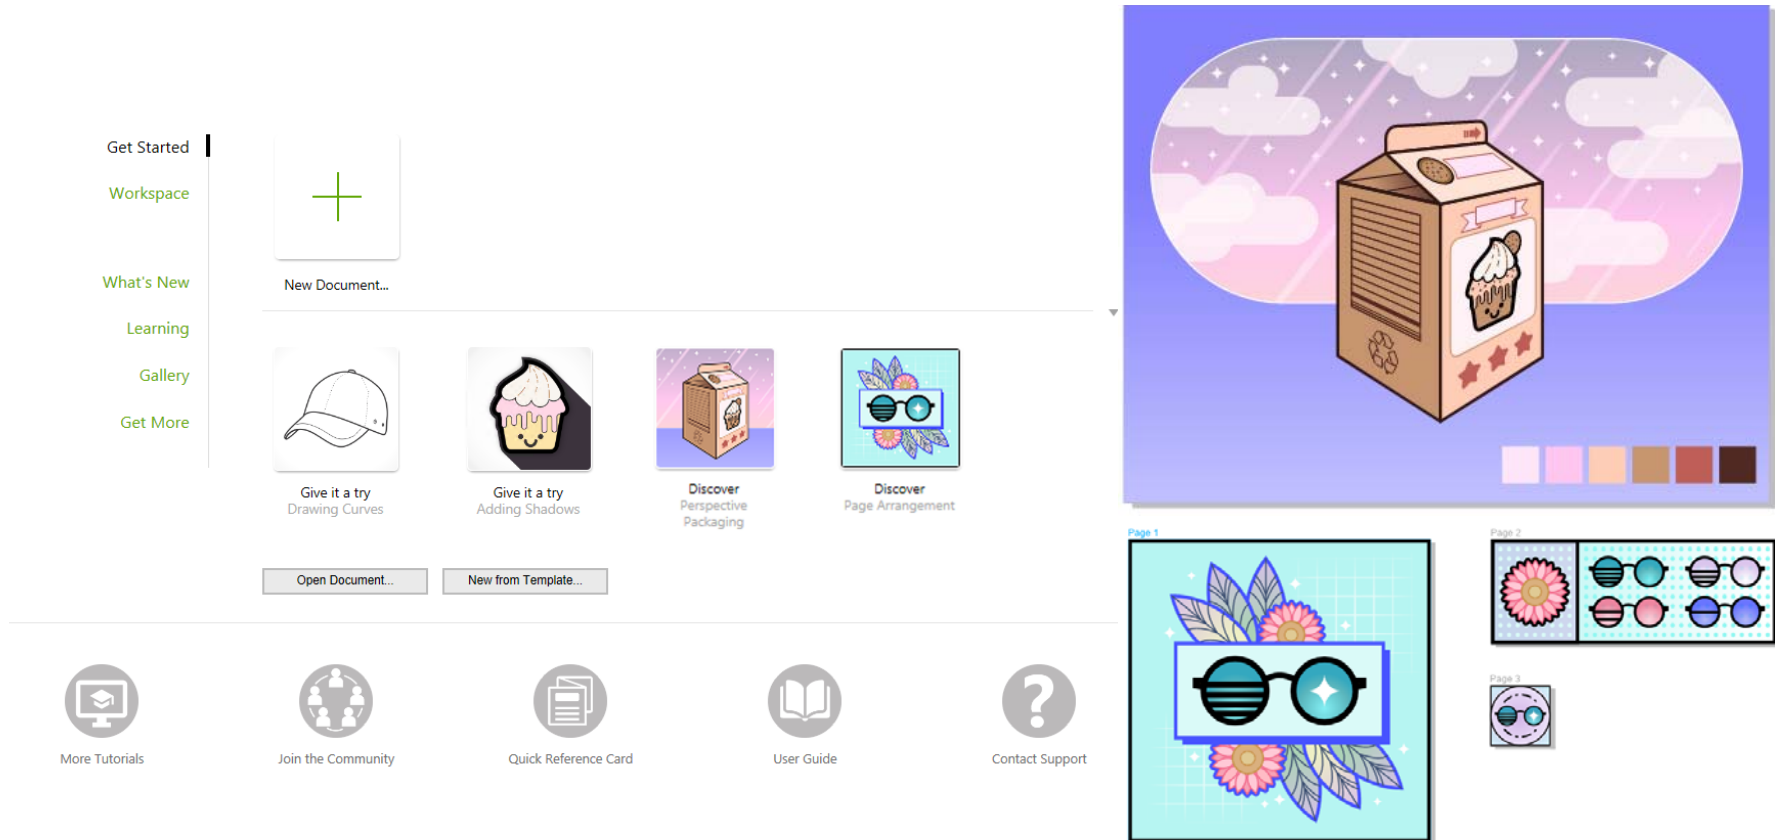 Get Started
Workspace
What's New
Learning
Gallery
Get More
New Document...
Give it a try
Drawing Curves
Give it a try
Adding Shadows
Discover
Perspective
Packaging
Discover
Page Arrangement
Open Document...
New from Template...
More Tutorials
Join the Community
Quick Reference Card
User Guide
Contact Support
Page 1
Page 2
Page 3